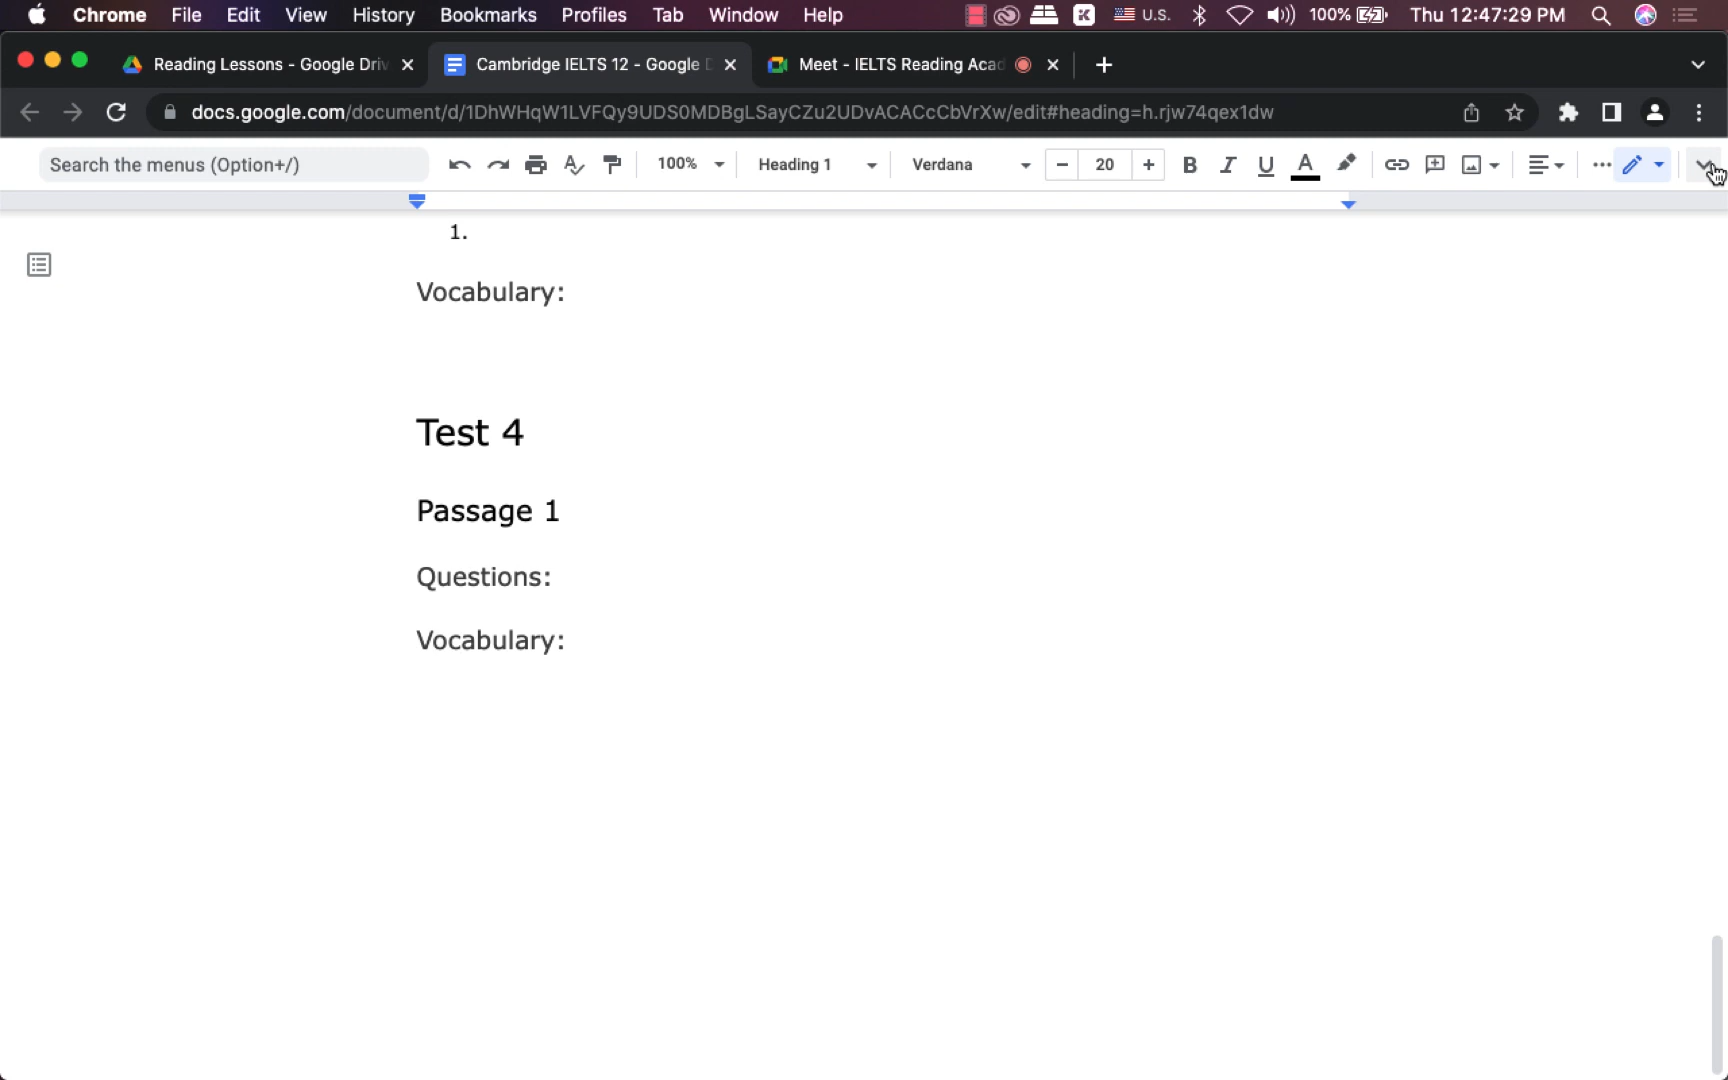 Chrome File Edit View History Bookmarks Profiles Tab Window Help U.S. 100% Thu 12:47:29 PM
Reading Lessons - Google Driv
Cambridge IELTS 12 - Google D
Meet - IELTS Reading Acad
docs.google.com/document/d/1DhWHqW1LVFQy9UDS0MDBgLSayCZu2UDvACACcCbVrXw/edit#heading=h.rjw74qex1dw
Search the menus (Option+/) 100% Heading 1 Verdana 20 B I U A
1.
Vocabulary:
Test 4
Passage 1
Questions:
Vocabulary: